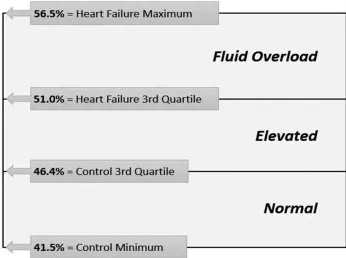 56.5% = Heart Failure Maximum
Fluid Overload
51.0% = Heart Failure 3rd Quartile
Elevated
46.4% = Control 3rd Quartile
Normal
41.5% = Control Minimum